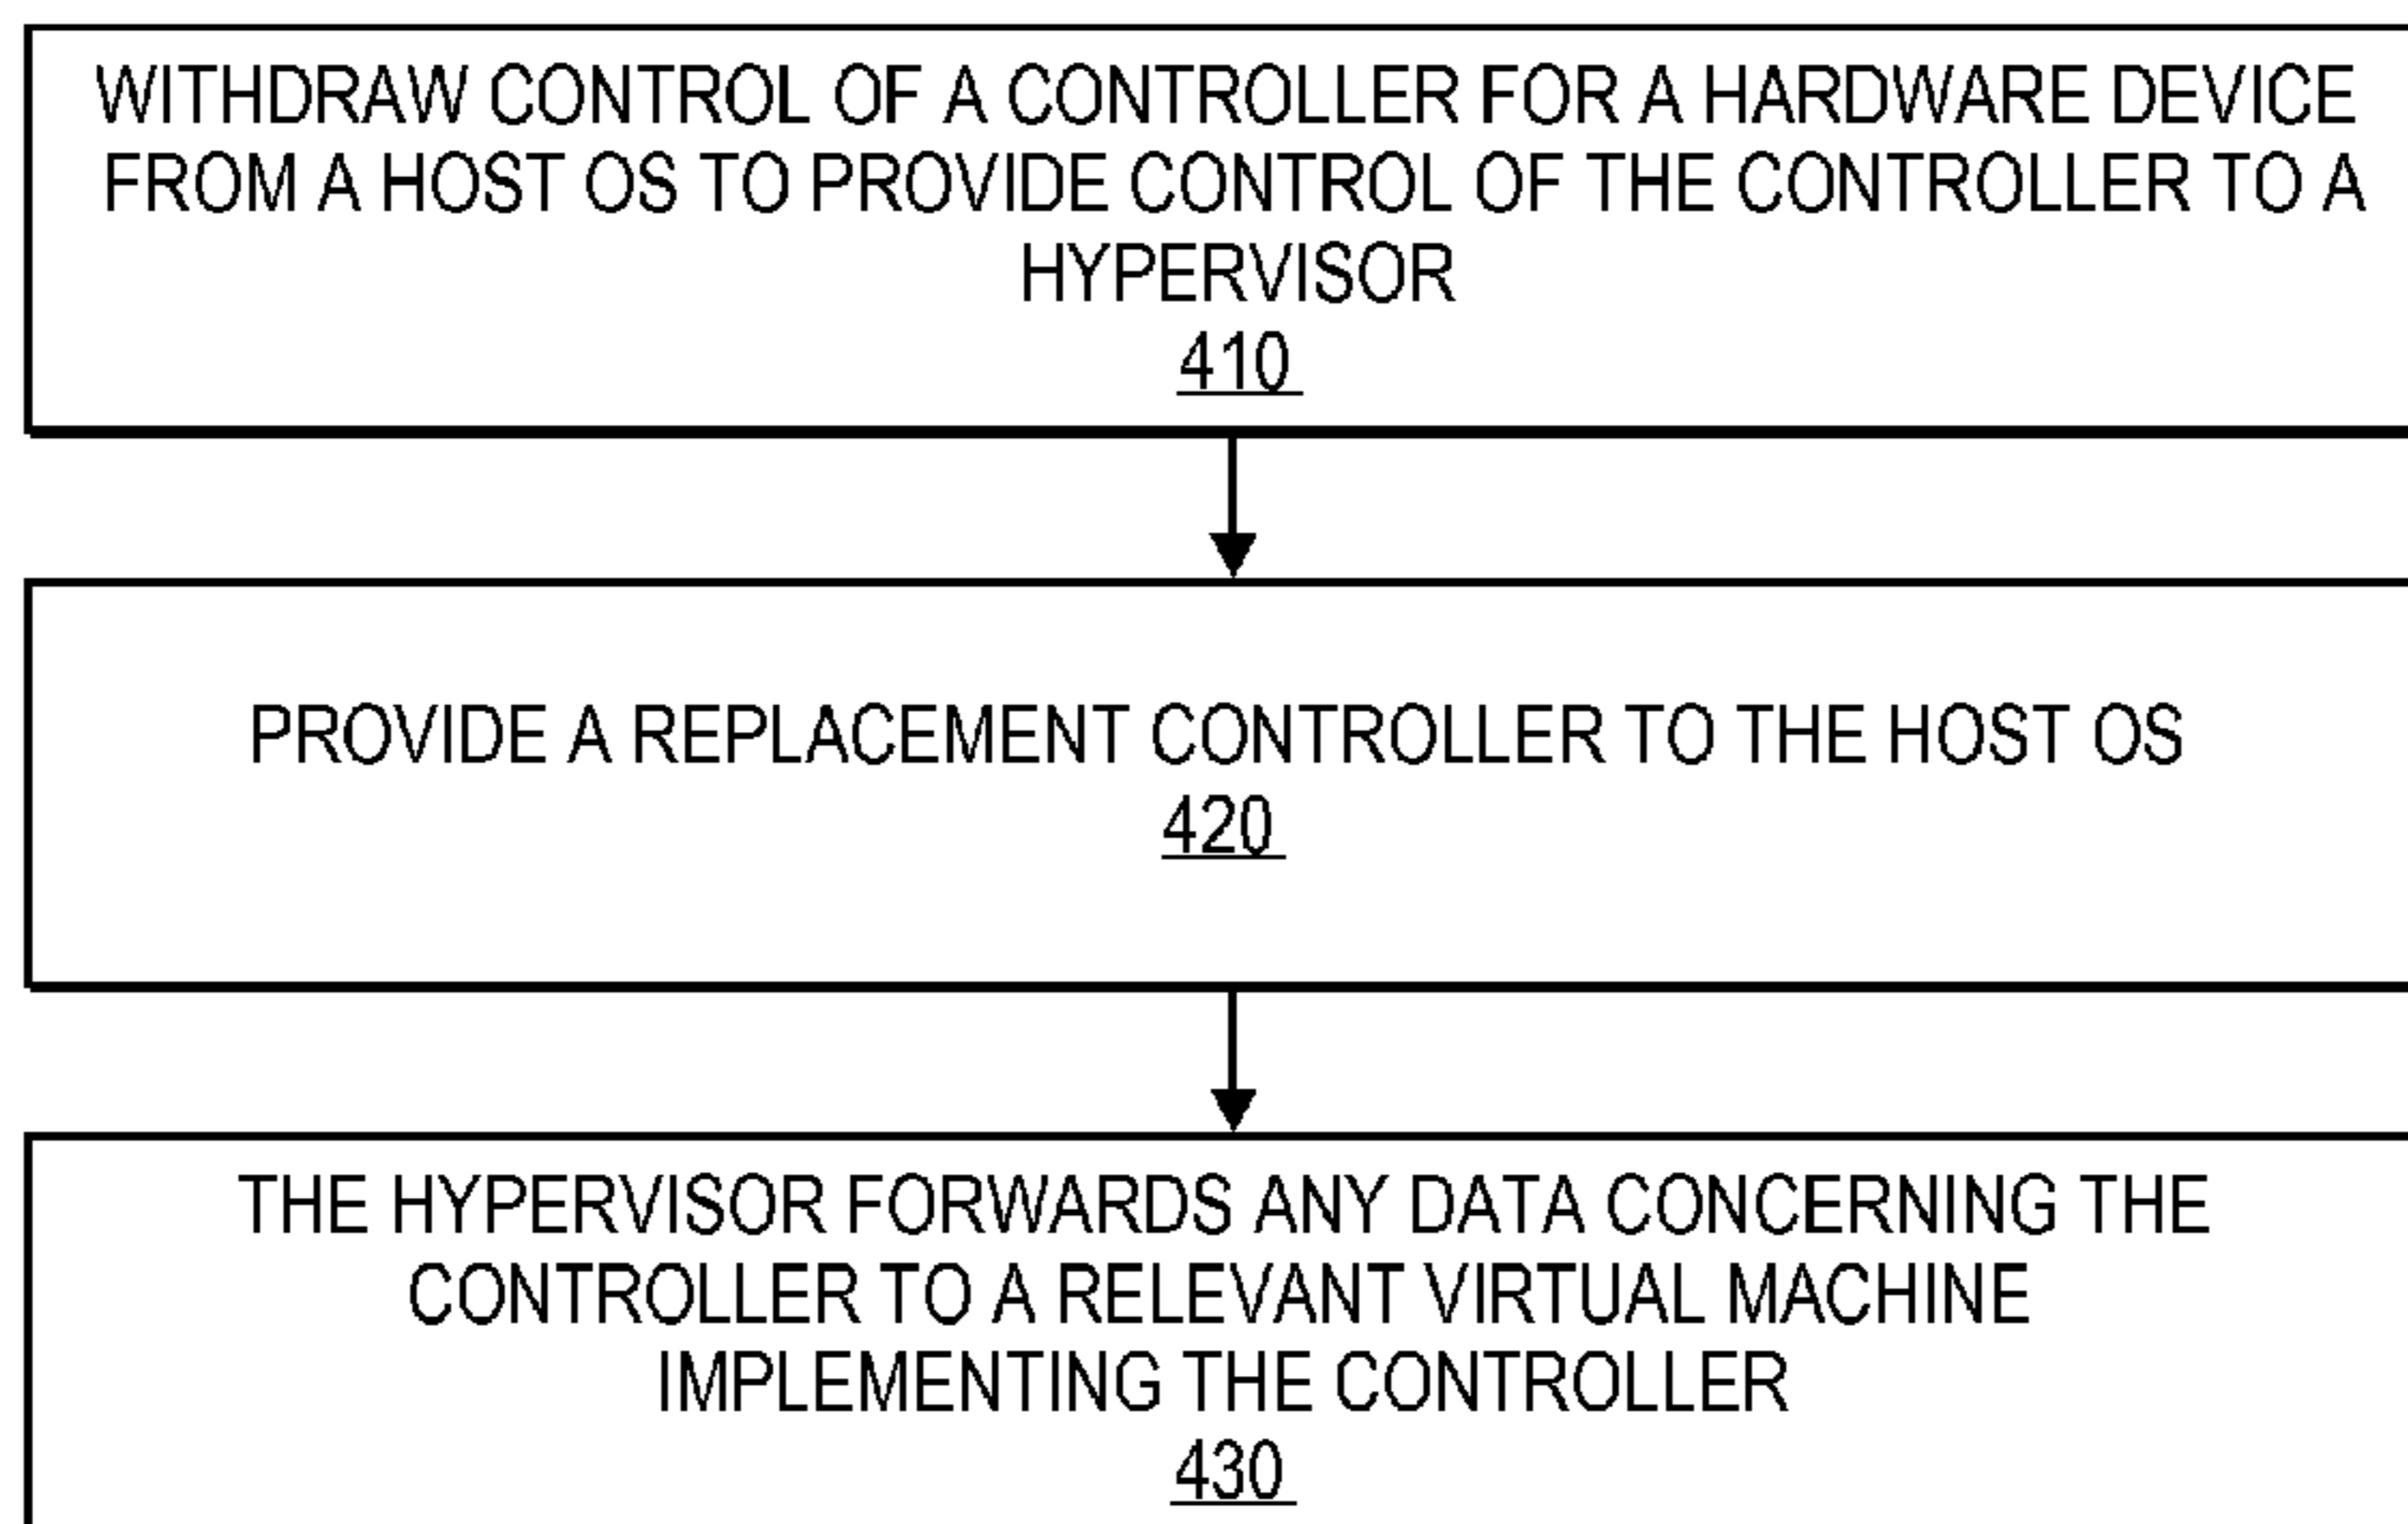 WITHDRAW CONTROL OF A CONTROLLER FOR A HARDWARE DEVICE
FROM A HOST OS TO PROVIDE CONTROL OF THE CONTROLLER TO A
HYPERVISOR
410
PROVIDE A REPLACEMENT CONTROLLER TO THE HOST OS
420
THE HYPERVISOR FORWARDS ANY DATA CONCERNING THE
CONTROLLER TO A RELEVANT VIRTUAL MACHINE
IMPLEMENTING THE CONTROLLER
430